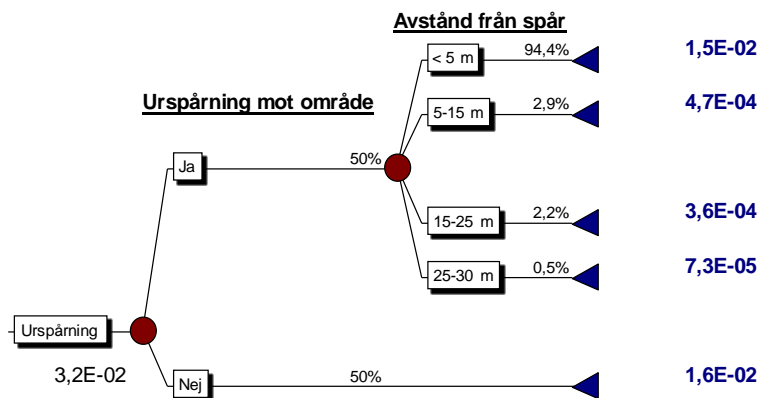 Avstånd från spår
< 5 m 94,4% 1,5E-02
Urspårning mot område
5-15 m 2,9% 4,7E-04
Ja 50%
15-25 m 2,2% 3,6E-04
25-30 m 0,5% 7,3E-05
Urspårning
3,2E-02
Nej 50% 1,6E-02